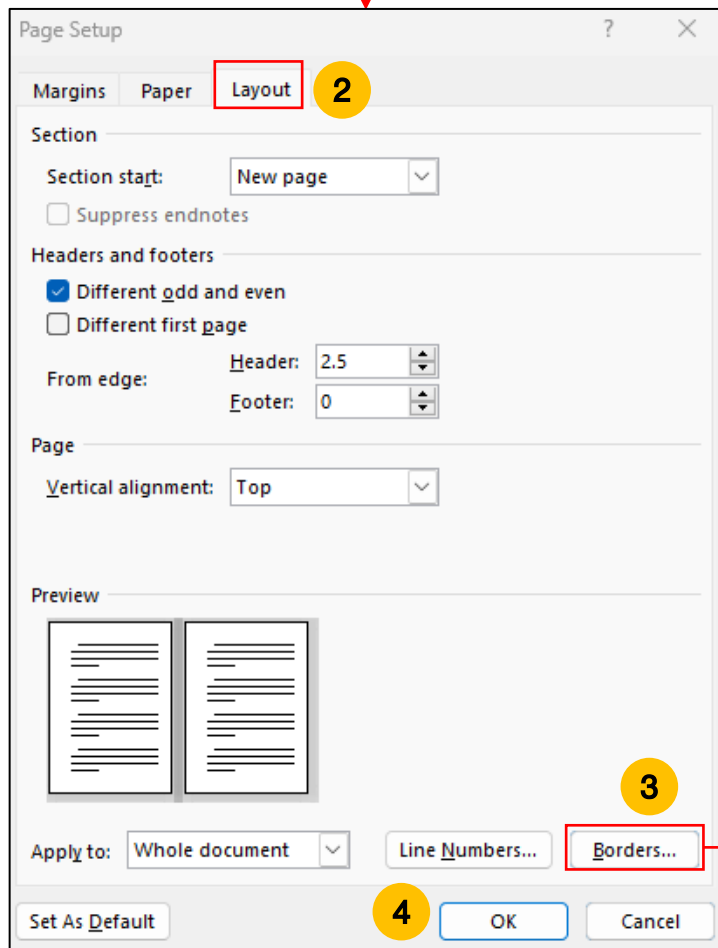 Page Setup ? ×
Margins Paper Layout 2
Section
Section start: New page
Suppress endnotes
Headers and footers
Different odd and even
Different first page
Header: 2.5
From edge:
Footer: 0
Page
Vertical alignment: Top
Preview
3
Apply to: Whole document Line Numbers... Borders...
Set As Default 4 OK Cancel